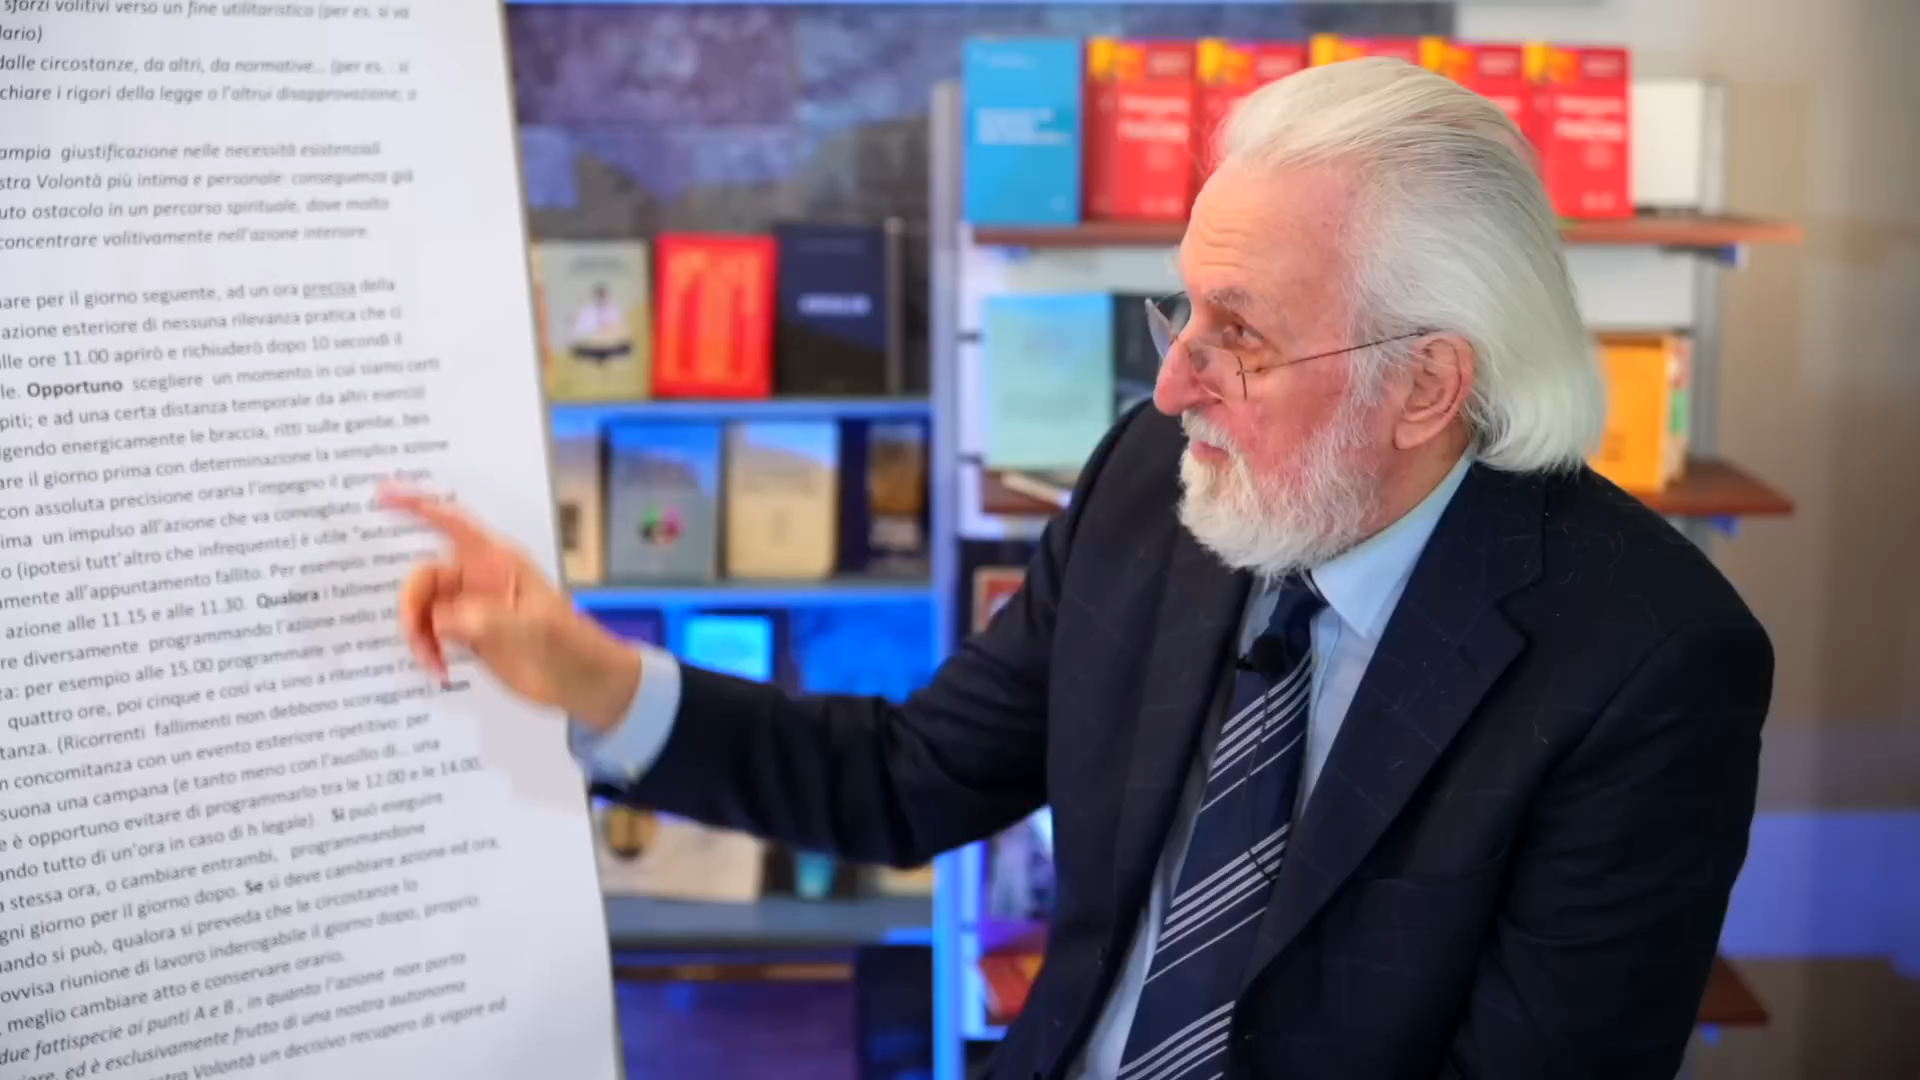 sforzi volitivi verso un fine utilitaristico (per es. si va
lario)
dalle circostanze, da altri, da normative... (per es. : si
chiare i rigori della legge o l'altrui disapprovazione; o
ampia giustificazione nelle necessità esistenziali
stra Volontà più intima e personale: conseguenza già
uto ostacolo in un percorso spirituale, dove molto
concentrare volitivamente nell'azione interiore.
nare per il giorno seguente, ad un ora precisa della
azione esteriore di nessuna rilevanza pratica che ci
lle ore 11.00 aprirò e richiuderò dopo 10 secondi il
le. Opportuno scegliere un momento in cui siamo certi
piti; e ad una certa distanza temporale da altri esercizi
igendo energicamente le braccia, ritti sulle gambe, ben
are il giorno prima con determinazione la semplice azione
con assoluta precisione oraria l'impegno il giorno dopo.
ima un impulso all'azione che va convogliato
o (ipotesi tutt'altro che infrequente) è utile
amente all'appuntamento fallito. Per esempio: mancato
azione alle 11.15 e alle 11.30. Qualora i fallimenti
re diversamente programmando l'azione nello
za: per esempio alle 15.00 programmare un
quattro ore, poi cinque e così via sino a ritentare
tanza. (Ricorrenti fallimenti non debbono scoraggiare). Non
n concomitanza con un evento esteriore ripetitivo: per
suona una campana (e tanto meno con l'ausilio di... una
e è opportuno evitare di programmarlo tra le 12.00 e le 14.00,
ando tutto di un'ora in caso di h legale). Si può eseguire
a stessa ora, o cambiare entrambi, programmandone
gni giorno per il giorno dopo. Se si deve cambiare azione ed ora,
uando si può, qualora si preveda che le circostanze lo
ovvisa riunione di lavoro inderogabile il giorno dopo, proprio
, meglio cambiare atto e conservare orario.
due fattispecie ai punti A e B, in quanto l'azione non porta
iare, ed è esclusivamente frutto di una nostra autonoma
stra Volontà un decisivo recupero di vigore ed